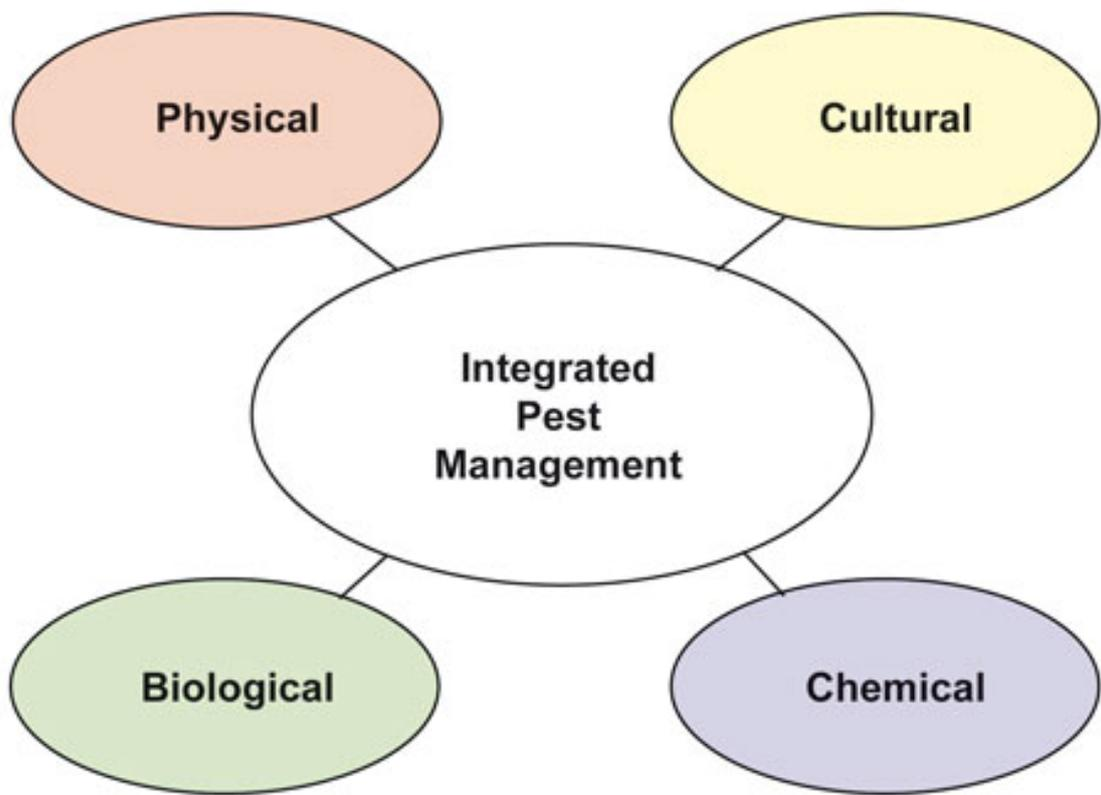 Physical
Cultural
Integrated
Pest
Management
Biological
Chemical